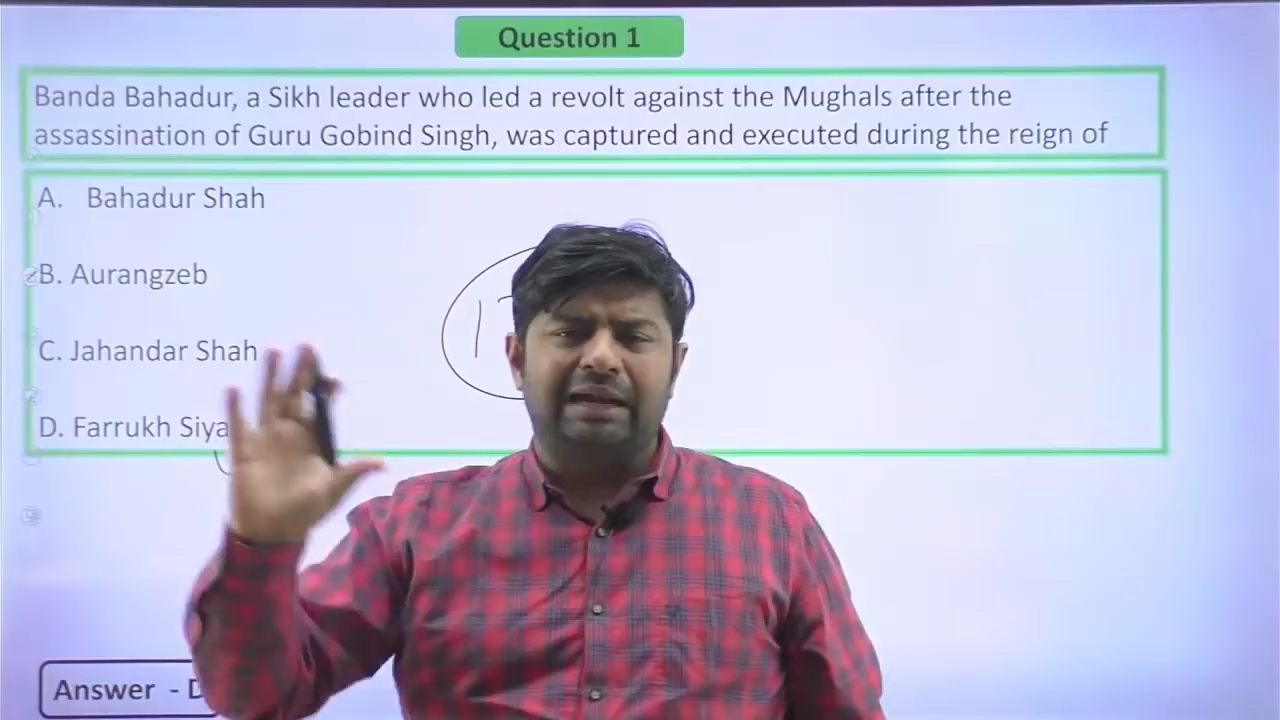 Question 1
Banda Bahadur, a Sikh leader who led a revolt against the Mughals after the
assassination of Guru Gobind Singh, was captured and executed during the reign of
A. Bahadur Shah
B. Aurangzeb
C. Jahandar Shah
D. Farrukh Siya
Answer - D